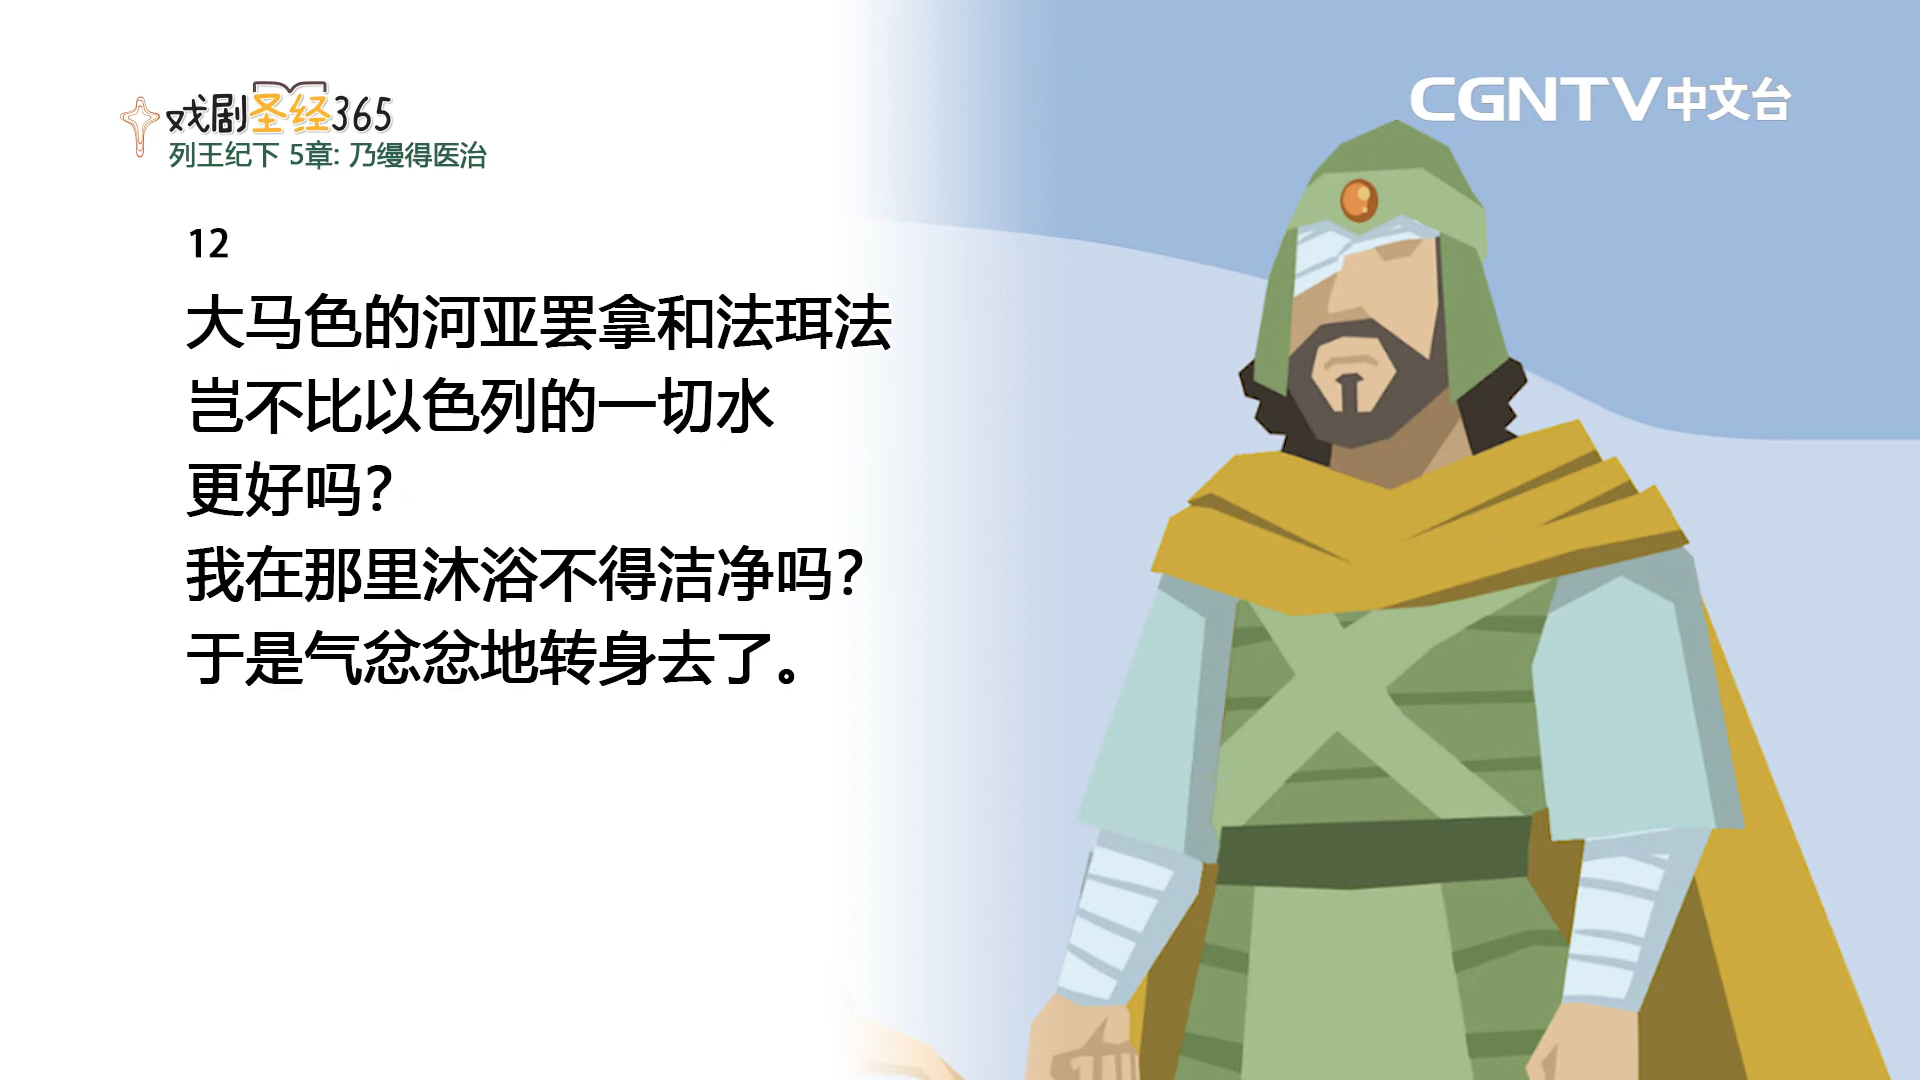 戏剧圣经365
列王纪下 5章: 乃缦得医治
CGNTV中文台
12
大马色的河亚罢拿和法珥法
岂不比以色列的一切水
更好吗？
我在那里沐浴不得洁净吗？
于是气忿忿地转身去了。